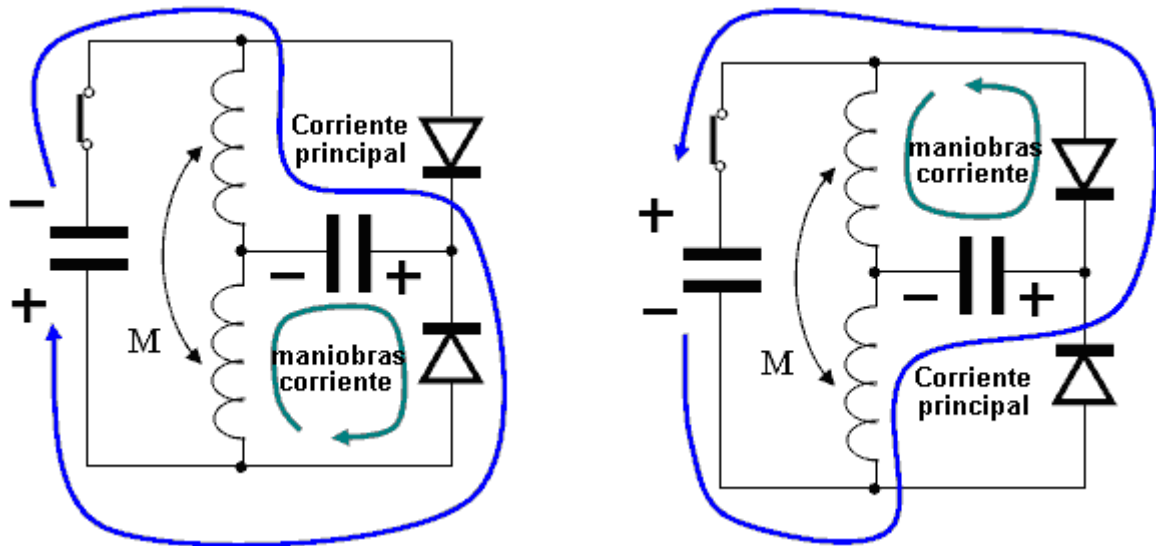 Corriente
principal
−
+
− +
M
maniobras
corriente
maniobras
corriente
+
−
− +
M
Corriente
principal